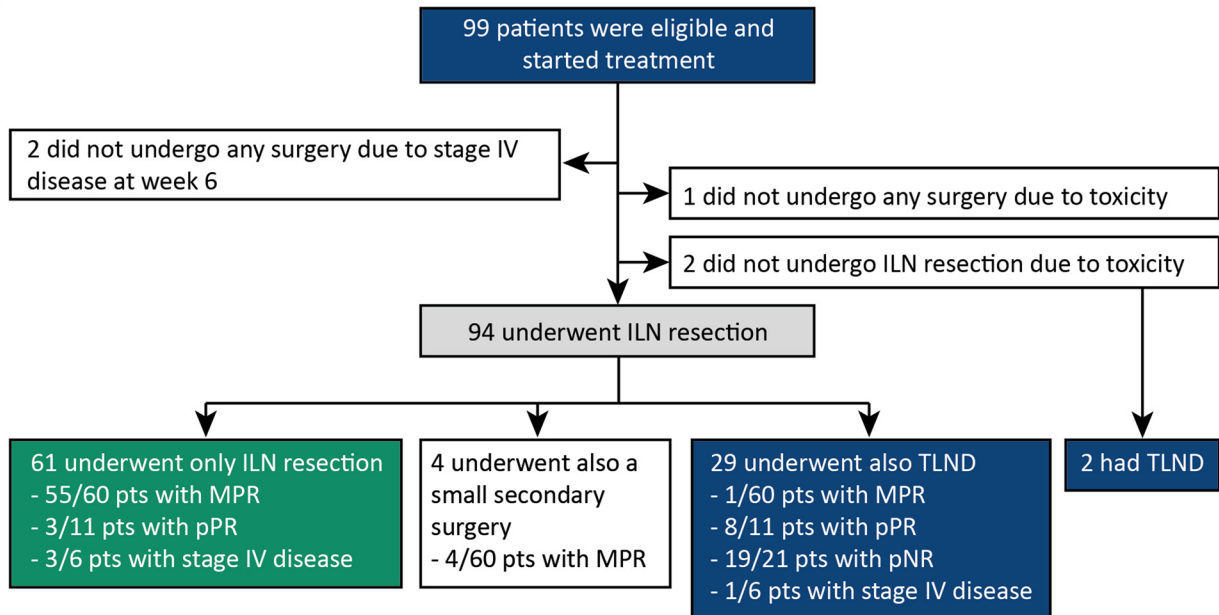 99 patients were eligible and
started treatment
2 did not undergo any surgery due to stage IV
disease at week 6
1 did not undergo any surgery due to toxicity
2 did not undergo ILN resection due to toxicity
94 underwent ILN resection
61 underwent only ILN resection
- 55/60 pts with MPR
- 3/11 pts with pPR
- 3/6 pts with stage IV disease
4 underwent also a
small secondary
surgery
- 4/60 pts with MPR
29 underwent also TLND
- 1/60 pts with MPR
- 8/11 pts with pPR
- 19/21 pts with pNR
- 1/6 pts with stage IV disease
2 had TLND